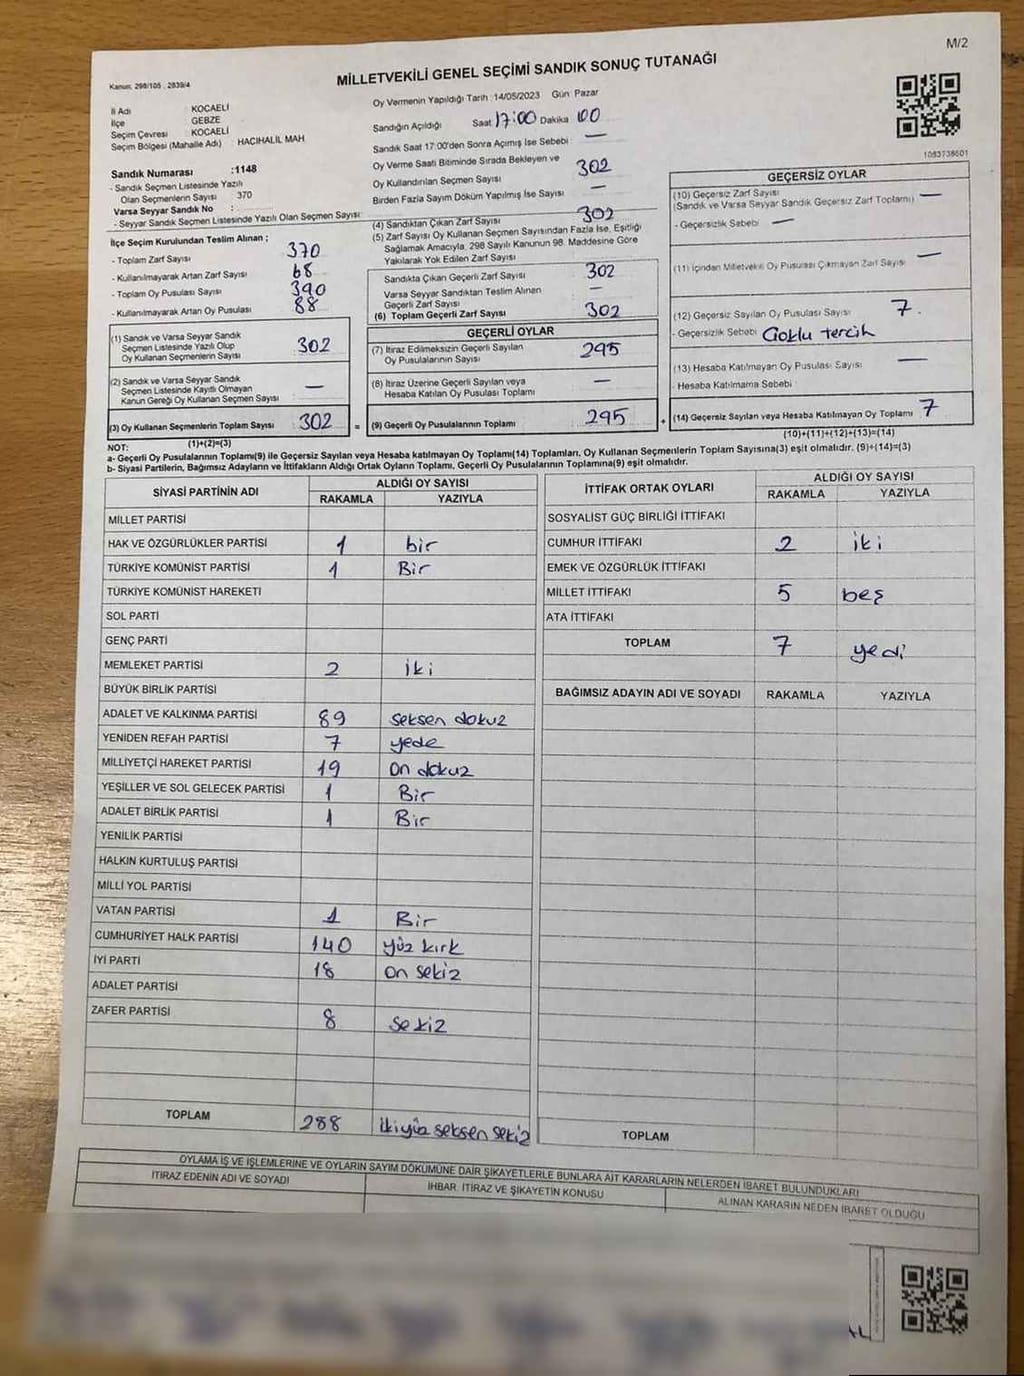 M/2
Kanun: 298/105 , 2839/4
MİLLETVEKİLİ GENEL SEÇİMİ SANDIK SONUÇ TUTANAĞI
İl Adı : KOCAELİ
İlçe : GEBZE
Seçim Çevresi : KOCAELİ
Seçim Bölgesi (Mahalle Adı) : HACIHALİL MAH
Sandık Numarası :1148
- Sandık Seçmen Listesinde Yazılı
Olan Seçmenlerin Sayısı : 370
Varsa Seyyar Sandık No :
- Seyyar Sandık Seçmen Listesinde Yazılı Olan Seçmen Sayısı:
İlçe Seçim Kurulundan Teslim Alınan ;
- Toplam Zarf Sayısı 370
- Kullanılmayarak Artan Zarf Sayısı 68
- Toplam Oy Pusulası Sayısı 390
- Kullanılmayarak Artan Oy Pusulası 88
(1) Sandık ve Varsa Seyyar Sandık
Seçmen Listesinde Yazılı Olup
Oy Kullanan Seçmenlerin Sayısı 302
(2) Sandık ve Varsa Seyyar Sandık
Seçmen Listesinde Kayıtlı Olmayan
Kanun Gereği Oy Kullanan Seçmen Sayısı —
(3) Oy Kullanan Seçmenlerin Toplam Sayısı 302 =
(1)+(2)=(3)
Oy Vermenin Yapıldığı Tarih :14/05/2023 Gün: Pazar
Sandığın Açıldığı Saat 17:00 Dakika 00
Sandık Saat 17:00'den Sonra Açımış İse Sebebi : —
Oy Verme Saati Bitiminde Sırada Bekleyen ve
Oy Kullandırılan Seçmen Sayısı 302
Birden Fazla Sayım Döküm Yapılmış İse Sayısı —
(4) Sandıktan Çıkan Zarf Sayısı 302
(5) Zarf Sayısı Oy Kullanan Seçmen Sayısından Fazla İse, Eşitliği
Sağlamak Amacıyla, 298 Sayılı Kanunun 98. Maddesine Göre
Yakılarak Yok Edilen Zarf Sayısı
Sandıkta Çıkan Geçerli Zarf Sayısı 302
Varsa Seyyar Sandıktan Teslim Alınan
Geçerli Zarf Sayısı —
(6) Toplam Geçerli Zarf Sayısı 302
GEÇERLİ OYLAR
(7) İtiraz Edilmeksizin Geçerli Sayılan
Oy Pusulalarının Sayısı 295
(8) İtiraz Üzerine Geçerli Sayılan veya
Hesaba Katılan Oy Pusulası Toplamı —
(9) Geçerli Oy Pusulalarının Toplamı 295 +
1083738601
GEÇERSİZ OYLAR
(10) Geçersiz Zarf Sayısı
(Sandık ve Varsa Seyyar Sandık Geçersiz Zarf Toplamı) —
- Geçersizlik Sebebi : —
(11) İçinden Milletvekili Oy Pusulası Çıkmayan Zarf Sayısı —
(12) Geçersiz Sayılan Oy Pusulası Sayısı 7.
- Geçersizlik Sebebi Çoklu tercih
(13) Hesaba Katılmayan Oy Pusulası Sayısı —
- Hesaba Katılmama Sebebi :
(14) Geçersiz Sayılan veya Hesaba Katılmayan Oy Toplamı 7
(10)+(11)+(12)+(13)=(14)
NOT:
a- Geçerli Oy Pusulalarının Toplamı(9) ile Geçersiz Sayılan veya Hesaba katılmayan Oy Toplamı(14) Toplamları, Oy Kullanan Seçmenlerin Toplam Sayısına(3) eşit olmalıdır. (9)+(14)=(3)
b- Siyasi Partilerin, Bağımsız Adayların ve İttifakların Aldığı Ortak Oyların Toplamı, Geçerli Oy Pusulalarının Toplamına(9) eşit olmalıdır.
SİYASİ PARTİNİN ADI ALDIĞI OY SAYISI
RAKAMLA YAZIYLA
MİLLET PARTİSİ
HAK VE ÖZGÜRLÜKLER PARTİSİ 1 bir
TÜRKİYE KOMÜNİST PARTİSİ 1 Bir
TÜRKİYE KOMÜNİST HAREKETİ
SOL PARTİ
GENÇ PARTİ
MEMLEKET PARTİSİ 2 iki
BÜYÜK BİRLİK PARTİSİ
ADALET VE KALKINMA PARTİSİ 89 seksen dokuz
YENİDEN REFAH PARTİSİ 7 yede
MİLLİYETÇİ HAREKET PARTİSİ 19 on dokuz
YEŞİLLER VE SOL GELECEK PARTİSİ 1 Bir
ADALET BİRLİK PARTİSİ 1 Bir
YENİLİK PARTİSİ
HALKIN KURTULUŞ PARTİSİ
MİLLİ YOL PARTİSİ
VATAN PARTİSİ 1 Bir
CUMHURİYET HALK PARTİSİ 140 yüz kırk
İYİ PARTİ 18 on sekiz
ADALET PARTİSİ
ZAFER PARTİSİ 8 sekiz
TOPLAM 288 ikiyüz seksen sekiz
İTTİFAK ORTAK OYLARI ALDIĞI OY SAYISI
RAKAMLA YAZIYLA
SOSYALİST GÜÇ BİRLİĞİ İTTİFAKI
CUMHUR İTTİFAKI 2 iki
EMEK VE ÖZGÜRLÜK İTTİFAKI
MİLLET İTTİFAKI 5 beş
ATA İTTİFAKI
TOPLAM 7 yedi
BAĞIMSIZ ADAYIN ADI VE SOYADI RAKAMLA YAZIYLA
TOPLAM
OYLAMA İŞ VE İŞLEMLERİNE VE OYLARIN SAYIM DÖKÜMÜNE DAİR ŞİKAYETLERLE BUNLARA AİT KARARLARIN NELERDEN İBARET BULUNDUKLARI
İTİRAZ EDENİN ADI VE SOYADI İHBAR, İTİRAZ VE ŞİKAYETİN KONUSU ALINAN KARARIN NEDEN İBARET OLDUĞU